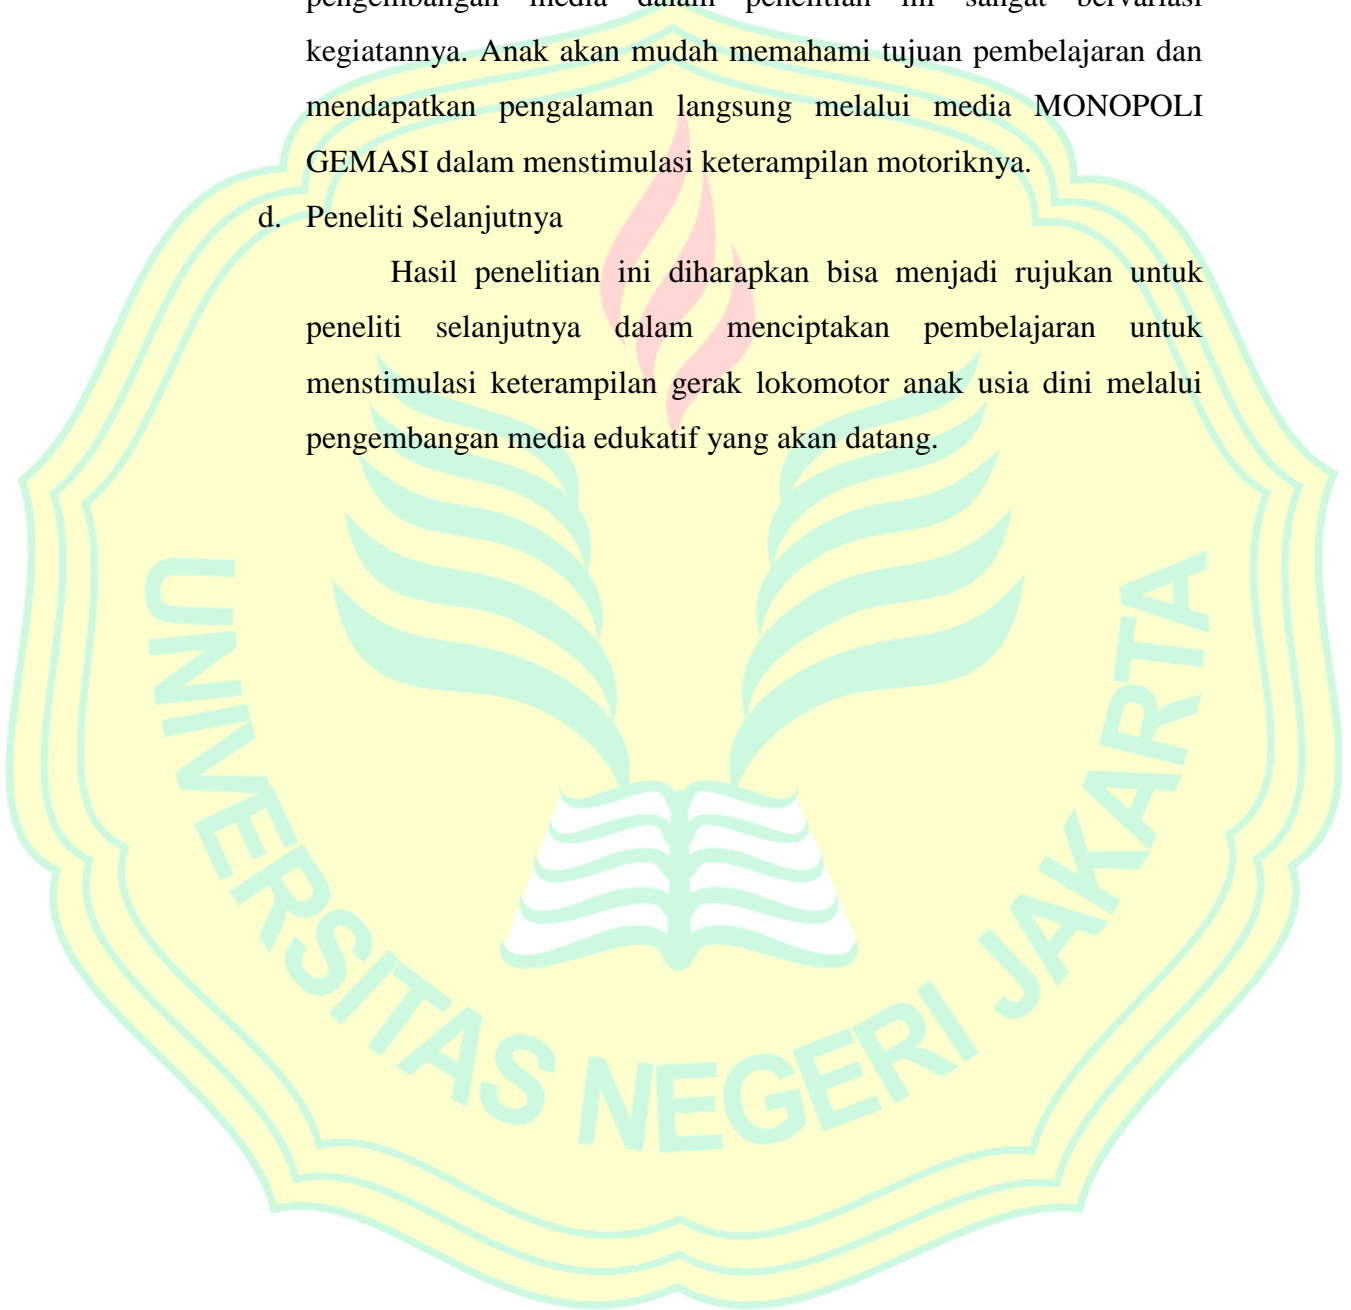 pengembangan media dalam penelitian ini sangat bervariasi
kegiatannya. Anak akan mudah memahami tujuan pembelajaran dan
mendapatkan pengalaman langsung melalui media MONOPOLI
GEMASI dalam menstimulasi keterampilan motoriknya.
d. Peneliti Selanjutnya
Hasil penelitian ini diharapkan bisa menjadi rujukan untuk
peneliti selanjutnya dalam menciptakan pembelajaran untuk
menstimulasi keterampilan gerak lokomotor anak usia dini melalui
pengembangan media edukatif yang akan datang.
UNIVERSITAS NEGERI JAKARTA